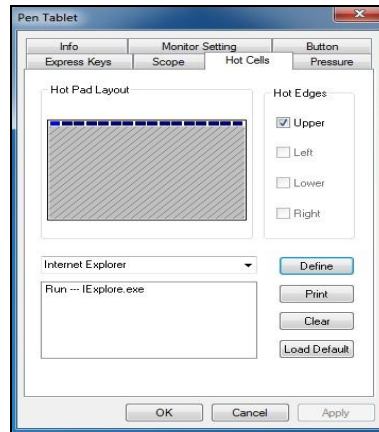 Pen Tablet
Info Monitor Setting Button
Express Keys Scope Hot Cells Pressure
Hot Pad Layout
Hot Edges
Upper
Left
Lower
Right
Internet Explorer
Define
Run --- IExplore.exe
Print
Clear
Load Default
OK Cancel Apply